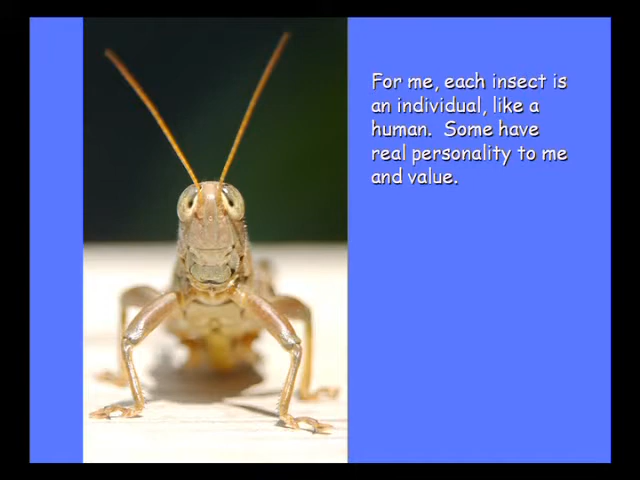 For me, each insect is
an individual, like a
human.  Some have
real personality to me
and value.